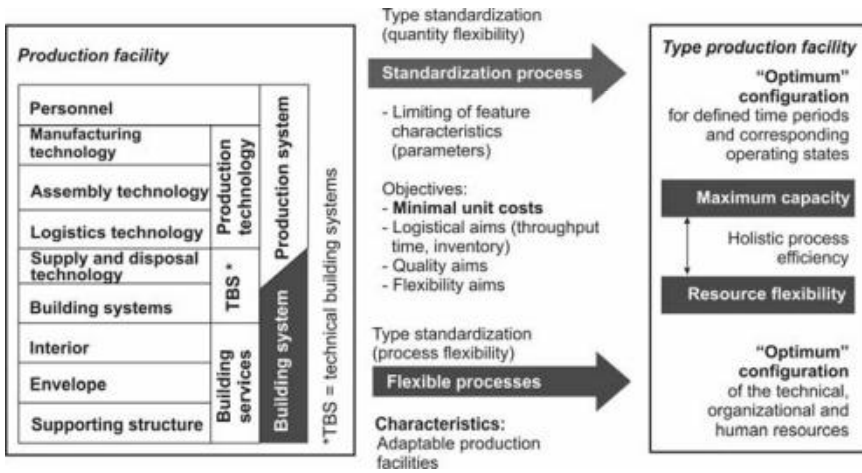 Production facility
Personnel
Manufacturing
technology
Assembly technology
Logistics technology
Supply and disposal
technology
Building systems
Interior
Envelope
Supporting structure
Production
technology
TBS *
Building
services
Production system
Building system
*TBS = technical building systems
Type standardization
(quantity flexibility)
Standardization process
- Limiting of feature
characteristics
(parameters)
Objectives:
- Minimal unit costs
- Logistical aims (throughput
time, inventory)
- Quality aims
- Flexibility aims
Type standardization
(process flexibility)
Flexible processes
Characteristics:
Adaptable production
facilities
Type production facility
“Optimum”
configuration
for defined time periods
and corresponding
operating states
Maximum capacity
Holistic process
efficiency
Resource flexibility
“Optimum”
configuration
of the technical,
organizational and
human resources